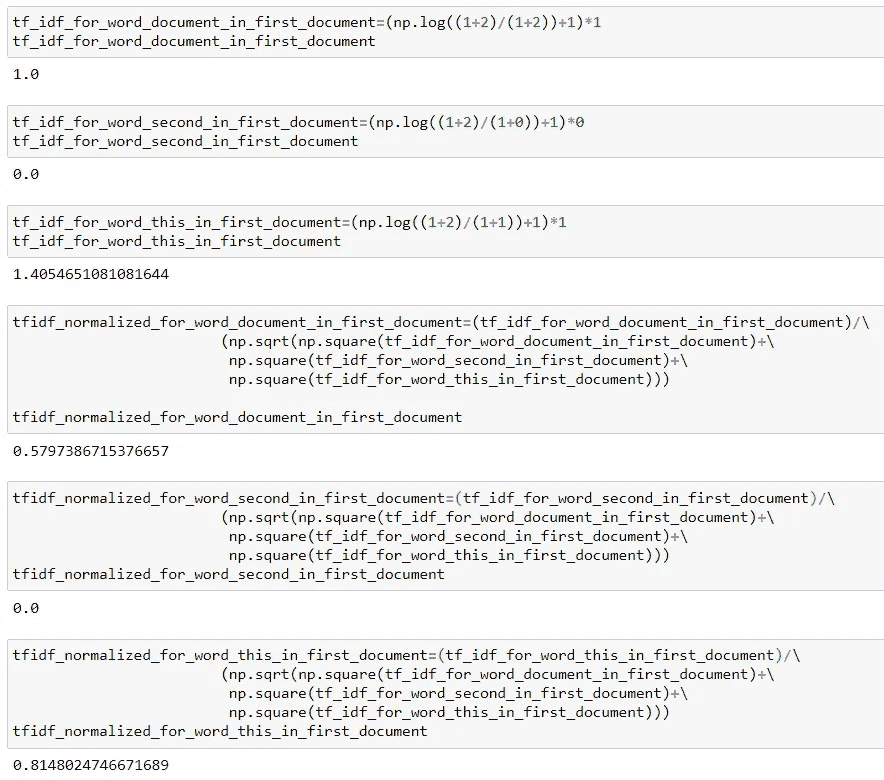 tf_idf_for_word_document_in_first_document=(np.log((1+2)/(1+2))+1)*1
tf_idf_for_word_document_in_first_document
1.0
tf_idf_for_word_second_in_first_document=(np.log((1+2)/(1+0))+1)*0
tf_idf_for_word_second_in_first_document
0.0
tf_idf_for_word_this_in_first_document=(np.log((1+2)/(1+1))+1)*1
tf_idf_for_word_this_in_first_document
1.4054651081081644
tfidf_normalized_for_word_document_in_first_document=(tf_idf_for_word_document_in_first_document)/\
(np.sqrt(np.square(tf_idf_for_word_document_in_first_document)+\
np.square(tf_idf_for_word_second_in_first_document)+\
np.square(tf_idf_for_word_this_in_first_document)))
tfidf_normalized_for_word_document_in_first_document
0.5797386715376657
tfidf_normalized_for_word_second_in_first_document=(tf_idf_for_word_second_in_first_document)/\
(np.sqrt(np.square(tf_idf_for_word_document_in_first_document)+\
np.square(tf_idf_for_word_second_in_first_document)+\
np.square(tf_idf_for_word_this_in_first_document)))
tfidf_normalized_for_word_second_in_first_document
0.0
tfidf_normalized_for_word_this_in_first_document=(tf_idf_for_word_this_in_first_document)/\
(np.sqrt(np.square(tf_idf_for_word_document_in_first_document)+\
np.square(tf_idf_for_word_second_in_first_document)+\
np.square(tf_idf_for_word_this_in_first_document)))
tfidf_normalized_for_word_this_in_first_document
0.8148024746671689